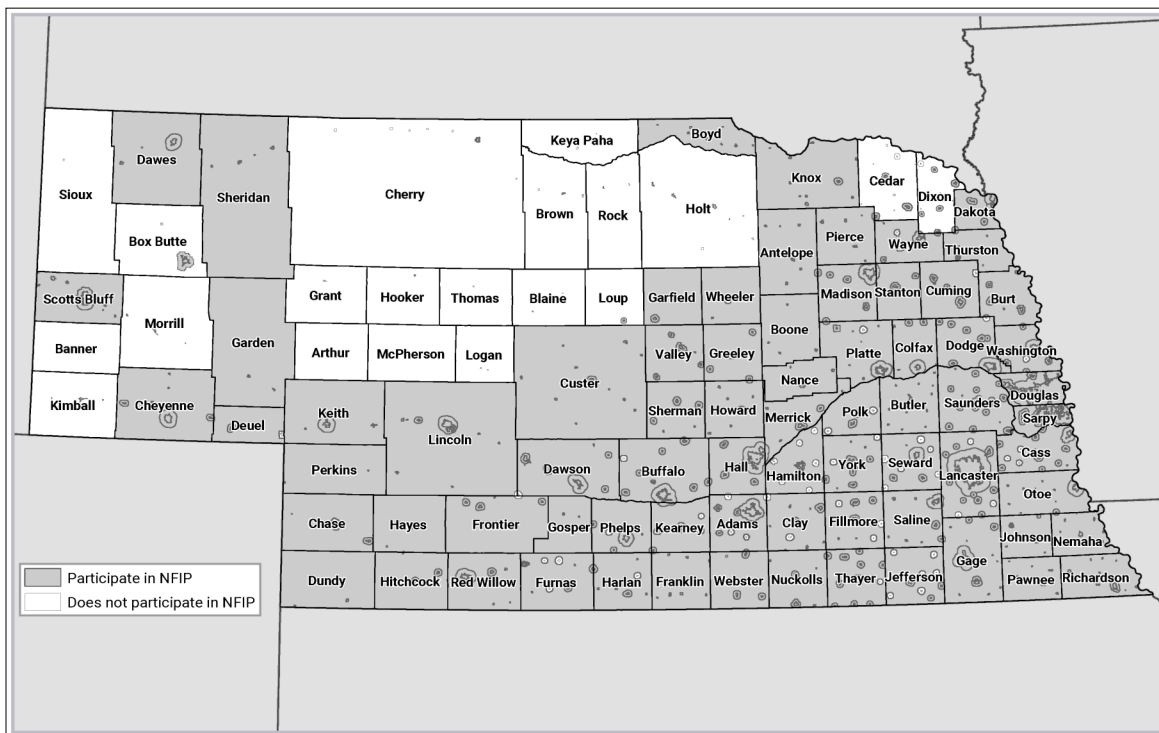 Boyd
Keya Paha
Dawes
Knox
Cedar
Sioux
Sheridan
Cherry
Dixon
Brown
Rock
Holt
Dakota
Box Butte
Pierce
Wayne
Antelope
Thurston
Scotts Bluff
Grant
Hooker
Thomas
Blaine
Loup
Garfield
Wheeler
Madison
Stanton
Cuming
Burt
Morrill
Garden
Boone
Banner
Arthur
McPherson
Logan
Valley
Greeley
Platte
Colfax
Dodge
Washington
Custer
Nance
Kimball
Cheyenne
Douglas
Keith
Sherman
Howard
Merrick
Polk
Butler
Saunders
Deuel
Lincoln
Sarpy
Perkins
Dawson
Buffalo
Hall
Hamilton
York
Seward
Lancaster
Cass
Otoe
Chase
Hayes
Frontier
Gosper
Phelps
Kearney
Adams
Clay
Fillmore
Saline
Johnson
Nemaha
Gage
Dundy
Hitchcock
Red Willow
Furnas
Harlan
Franklin
Webster
Nuckolls
Thayer
Jefferson
Pawnee
Richardson
Participate in NFIP
Does not participate in NFIP